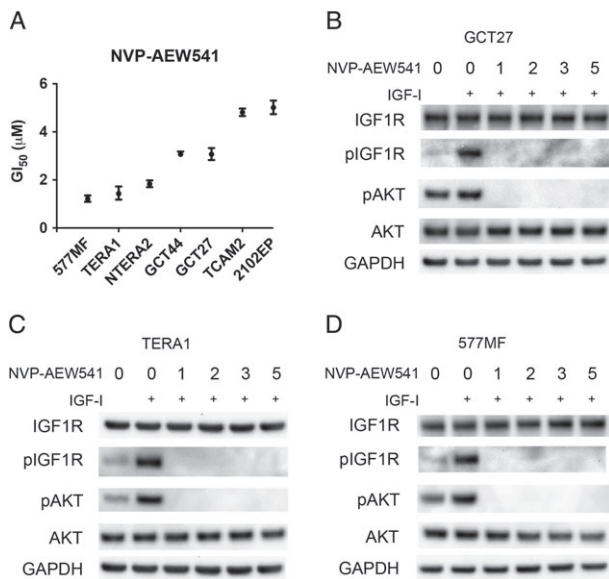 A
NVP-AEW541
GI50 (μM)
6
4
2
0
577MF
TERA1
NTERA2
GCT44
GCT27
TCAM2
2102EP
B
GCT27
NVP-AEW541 0 0 1 2 3 5
IGF-I + + + + +
IGF1R
pIGF1R
pAKT
AKT
GAPDH
C
TERA1
NVP-AEW541 0 0 1 2 3 5
IGF-I + + + + +
IGF1R
pIGF1R
pAKT
AKT
GAPDH
D
577MF
NVP-AEW541 0 0 1 2 3 5
IGF-I + + + + +
IGF1R
pIGF1R
pAKT
AKT
GAPDH